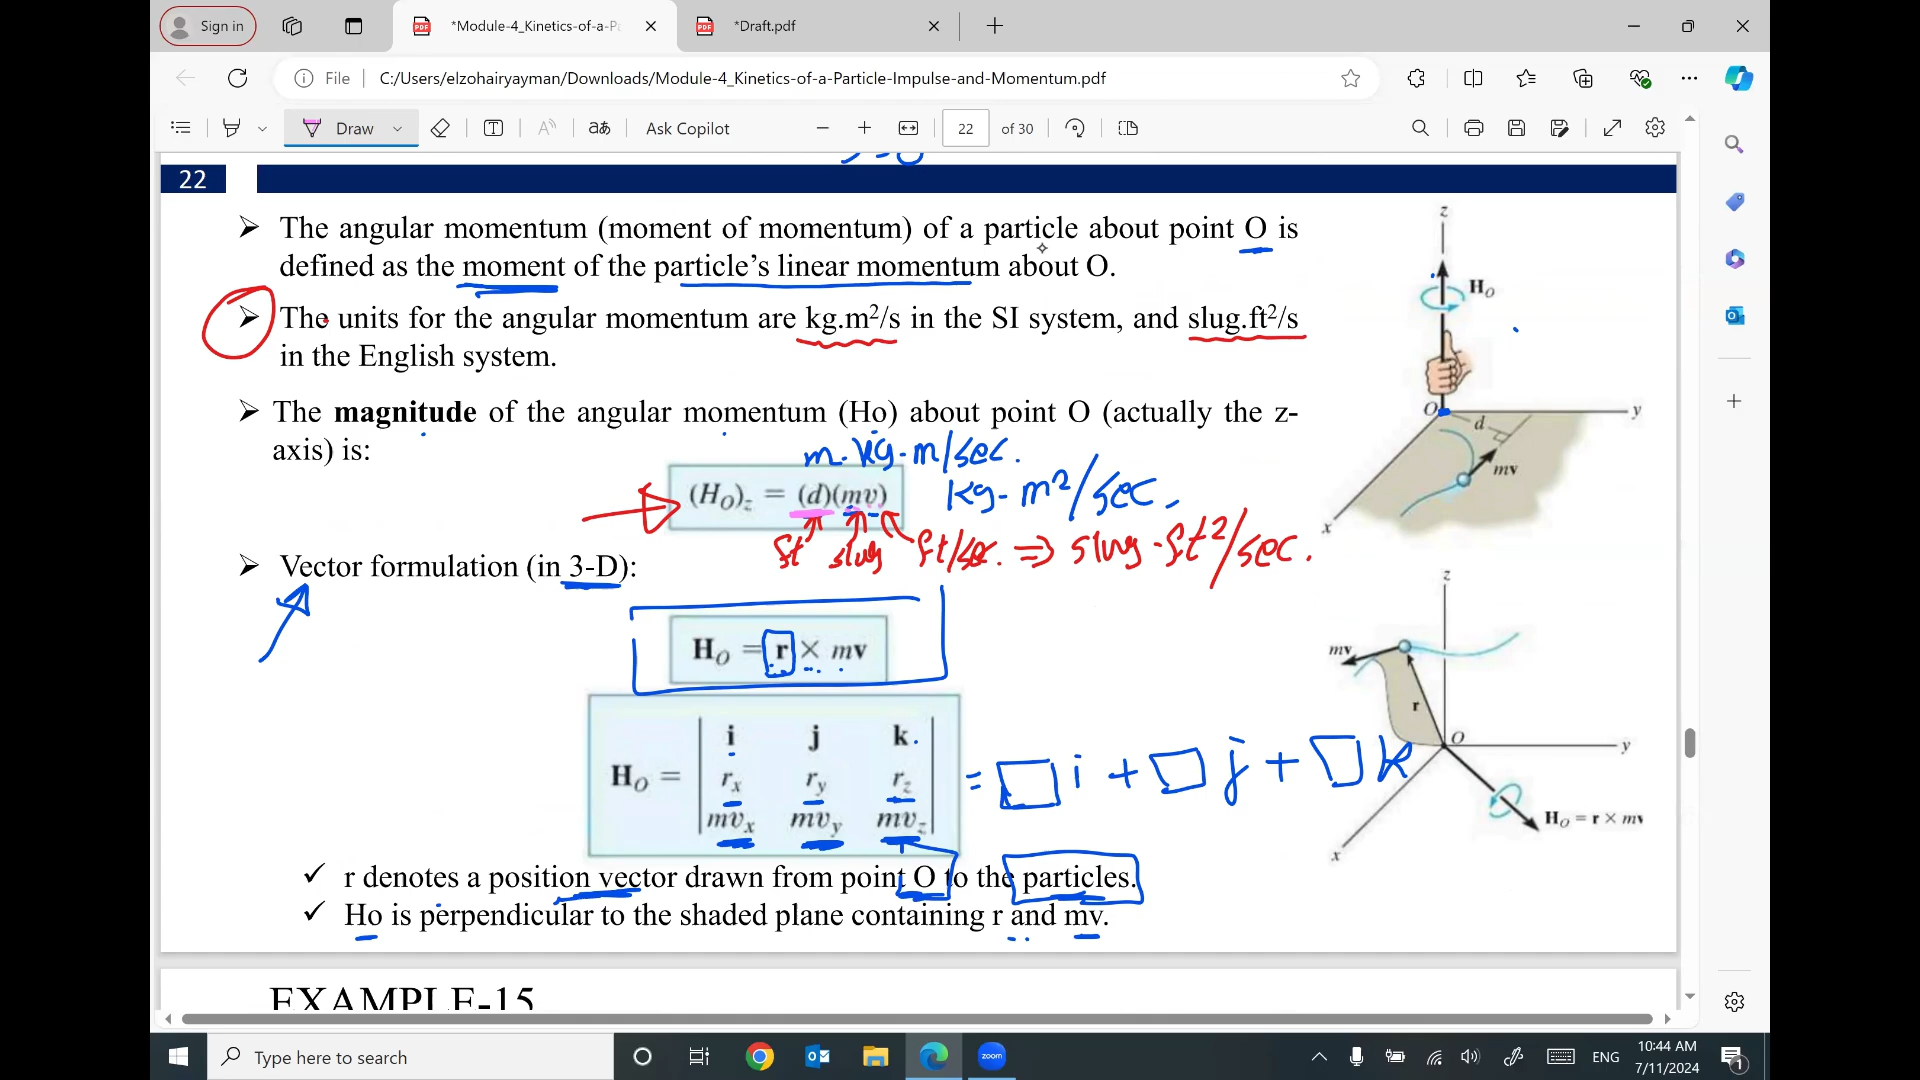 Sign in
*Module-4_Kinetics-of-a-Pa
*Draft.pdf
File
C:/Users/elzohairyayman/Downloads/Module-4_Kinetics-of-a-Particle-Impulse-and-Momentum.pdf
Draw
Ask Copilot
22 of 30
22
➢ The angular momentum (moment of momentum) of a particle about point O is
defined as the moment of the particle's linear momentum about O.
➢ The units for the angular momentum are kg.m²/s in the SI system, and slug.ft²/s
in the English system.
➢ The magnitude of the angular momentum (Ho) about point O (actually the z-
axis) is:
m. kg. m/sec.
(H_O)_z = (d)(mv)
kg- m²/sec.
ft slug ft/sec. ⇒ slug.ft²/sec.
➢ Vector formulation (in 3-D):
H_O = r × mv
H_O = | i j k
r_x r_y r_z
mv_x mv_y mv_z | = □ i + □ j + □ k
✓ r denotes a position vector drawn from point O to the particles.
✓ Ho is perpendicular to the shaded plane containing r and mv.
z
H_O
O
y
d
mv
x
z
mv
r
O
y
H_O = r × mv
x
EXAMPLE-15
Type here to search
zoom
ENG
10:44 AM
7/11/2024
1